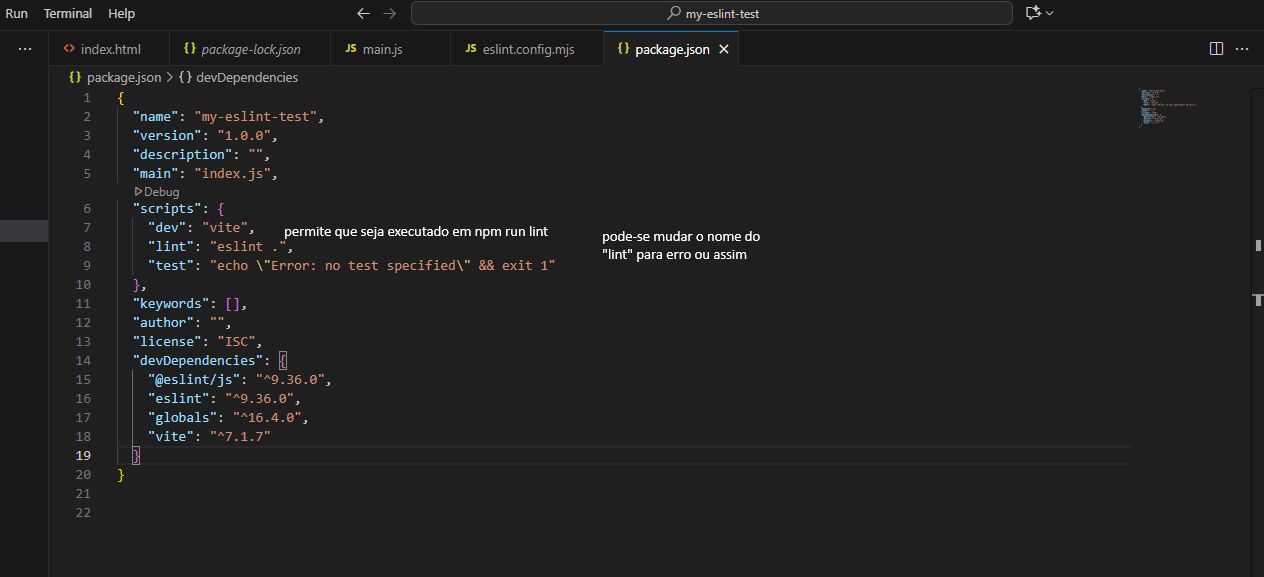 Run Terminal Help my-eslint-test
index.html package-lock.json JS main.js JS eslint.config.mjs package.json
package.json > {} devDependencies
1 {
2 "name": "my-eslint-test",
3 "version": "1.0.0",
4 "description": "",
5 "main": "index.js",
Debug
6 "scripts": {
7 "dev": "vite",
permite que seja executado em npm run lint
pode-se mudar o nome do
8 "lint": "eslint .",
"lint" para erro ou assim
9 "test": "echo \"Error: no test specified\" && exit 1"
10 },
11 "keywords": [],
12 "author": "",
13 "license": "ISC",
14 "devDependencies": {
15 "@eslint/js": "^9.36.0",
16 "eslint": "^9.36.0",
17 "globals": "^16.4.0",
18 "vite": "^7.1.7"
19 }
20 }
21
22